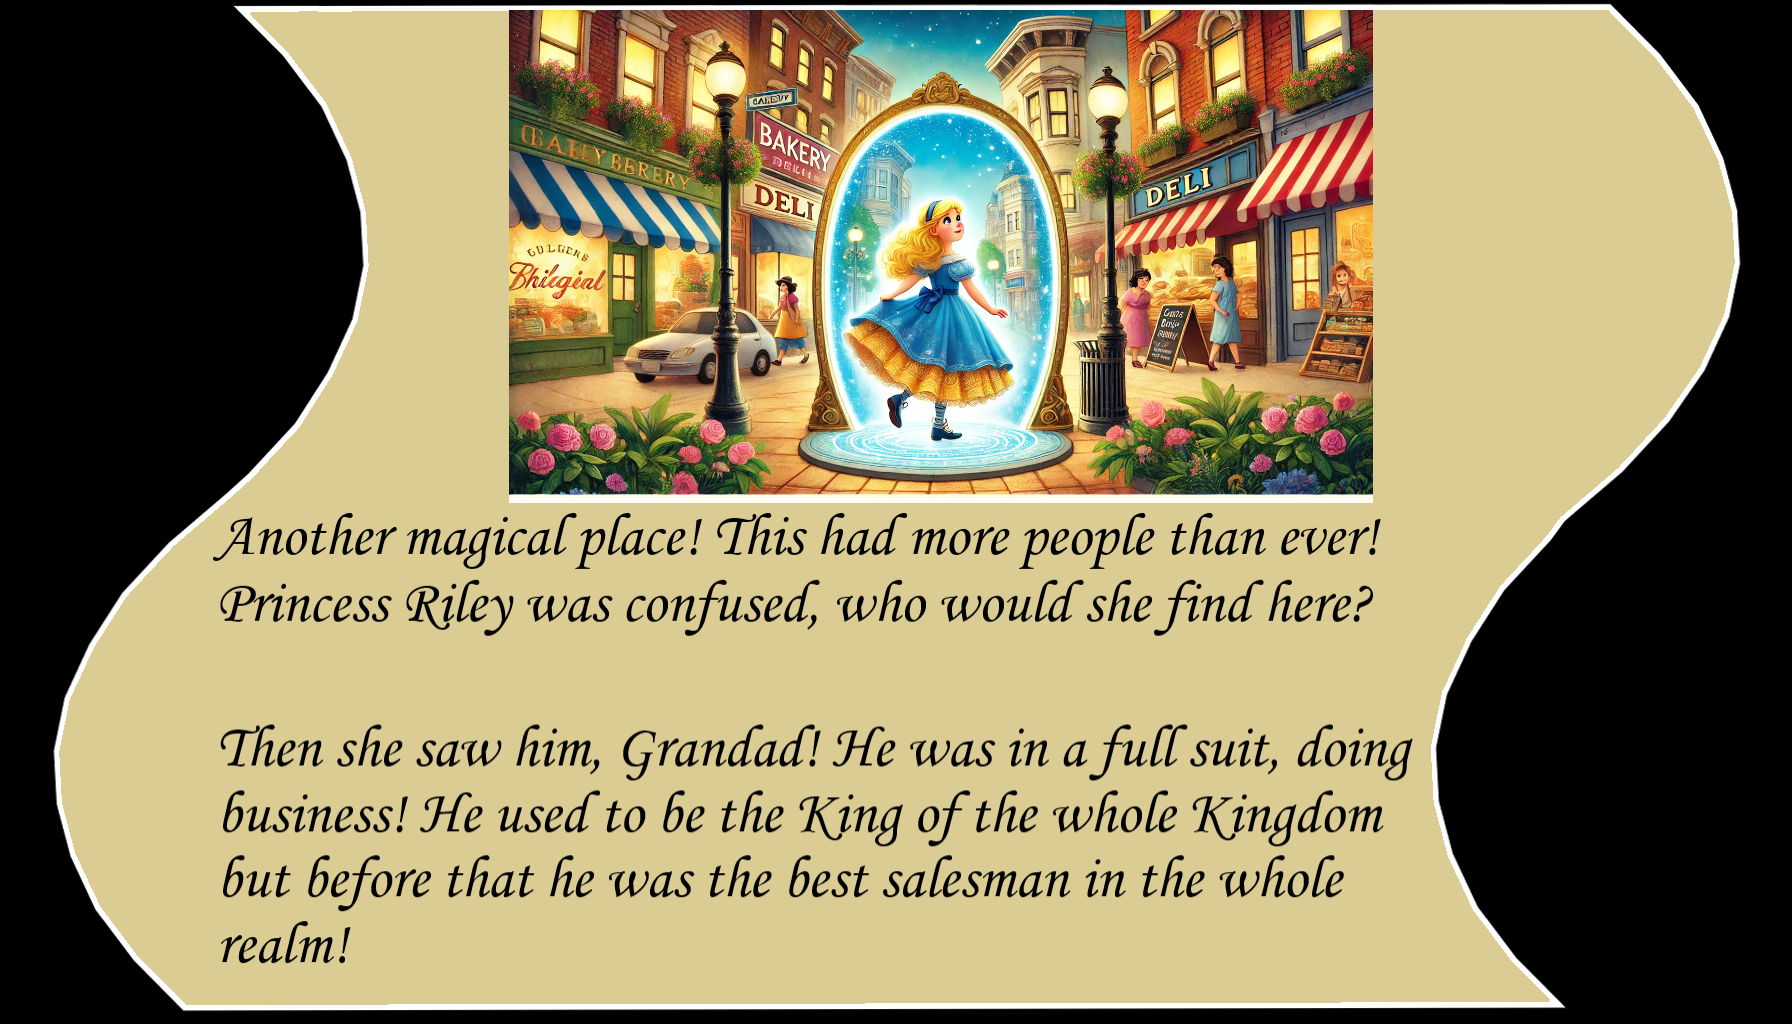 BAKERY
DELI
DELI
Another magical place! This had more people than ever!
Princess Riley was confused, who would she find here?
Then she saw him, Grandad! He was in a full suit, doing
business! He used to be the King of the whole Kingdom
but before that he was the best salesman in the whole
realm!